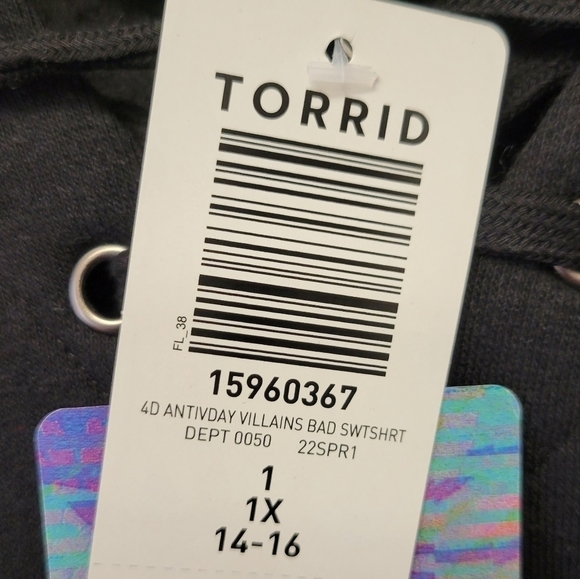 TORRID
FL_38
15960367
4D ANTIVDAY VILLAINS BAD SWTSHRT
DEPT 0050 22SPR1
1
1X
14-16